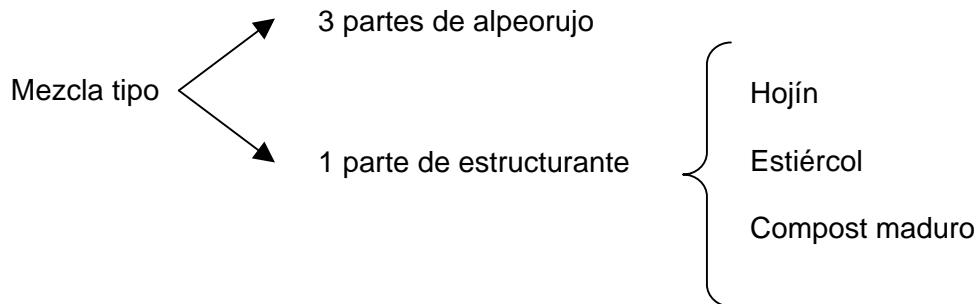 3 partes de alpeorujo
Mezcla tipo
1 parte de estructurante
Hojín
Estiércol
Compost maduro